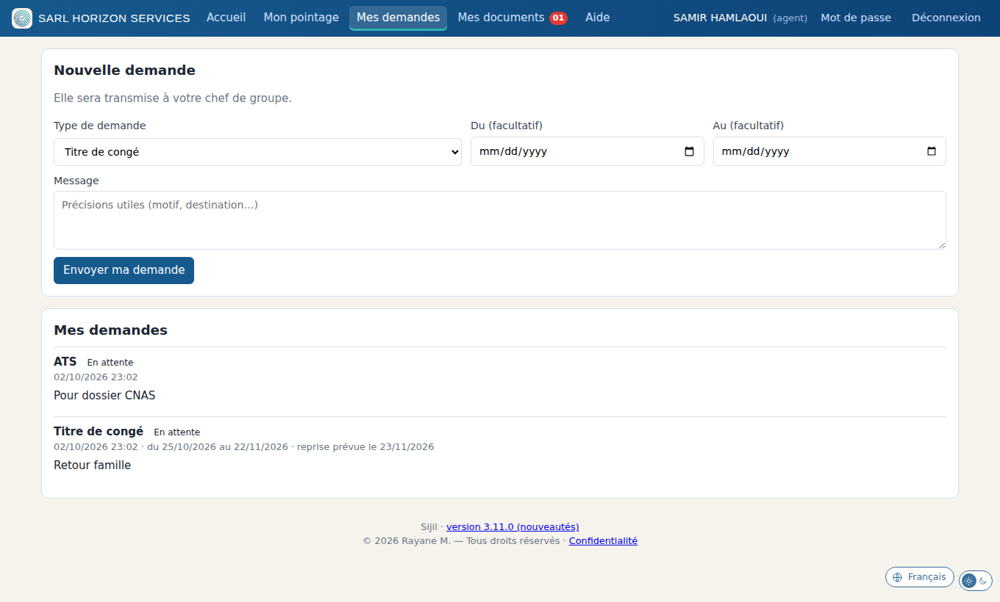 SARL HORIZON SERVICES Accueil Mon pointage Mes demandes Mes documents 01 Aide SAMIR HAMLAOUI (agent) Mot de passe Déconnexion
Nouvelle demande
Elle sera transmise à votre chef de groupe.
Type de demande Du (facultatif) Au (facultatif)
Titre de congé mm/dd/yyyy mm/dd/yyyy
Message
Précisions utiles (motif, destination…)
Envoyer ma demande
Mes demandes
ATS En attente
02/10/2026 23:02
Pour dossier CNAS
Titre de congé En attente
02/10/2026 23:02 · du 25/10/2026 au 22/11/2026 · reprise prévue le 23/11/2026
Retour famille
Sijil · version 3.11.0 (nouveautés)
© 2026 Rayane M. — Tous droits réservés · Confidentialité
Français